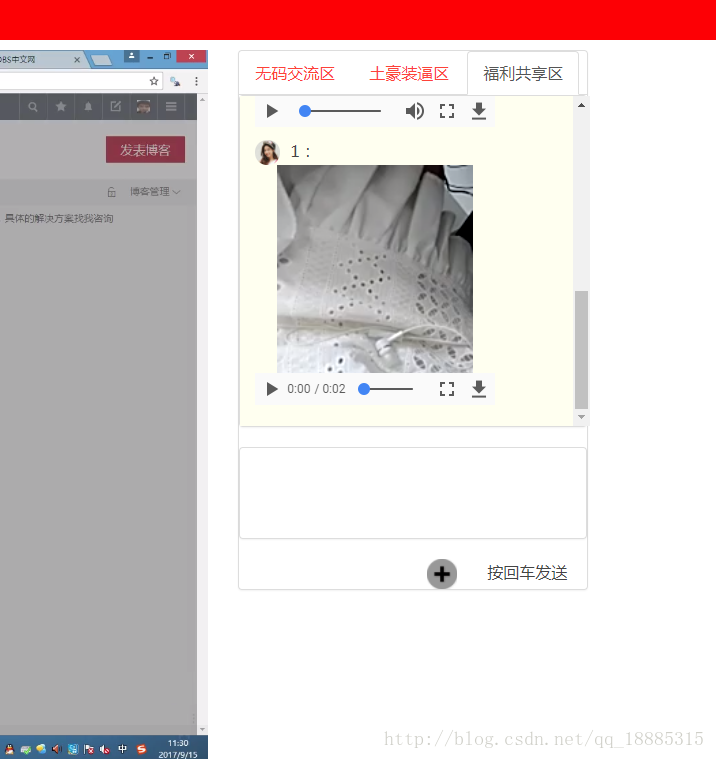 OBS中文网
发表博客
博客管理
具体的解决方案找我咨询
中
11:30
2017/9/15
无码交流区 土豪装逼区 福利共享区
1：
0:00 / 0:02
按回车发送
http://blog.csdn.net/qq_18885315